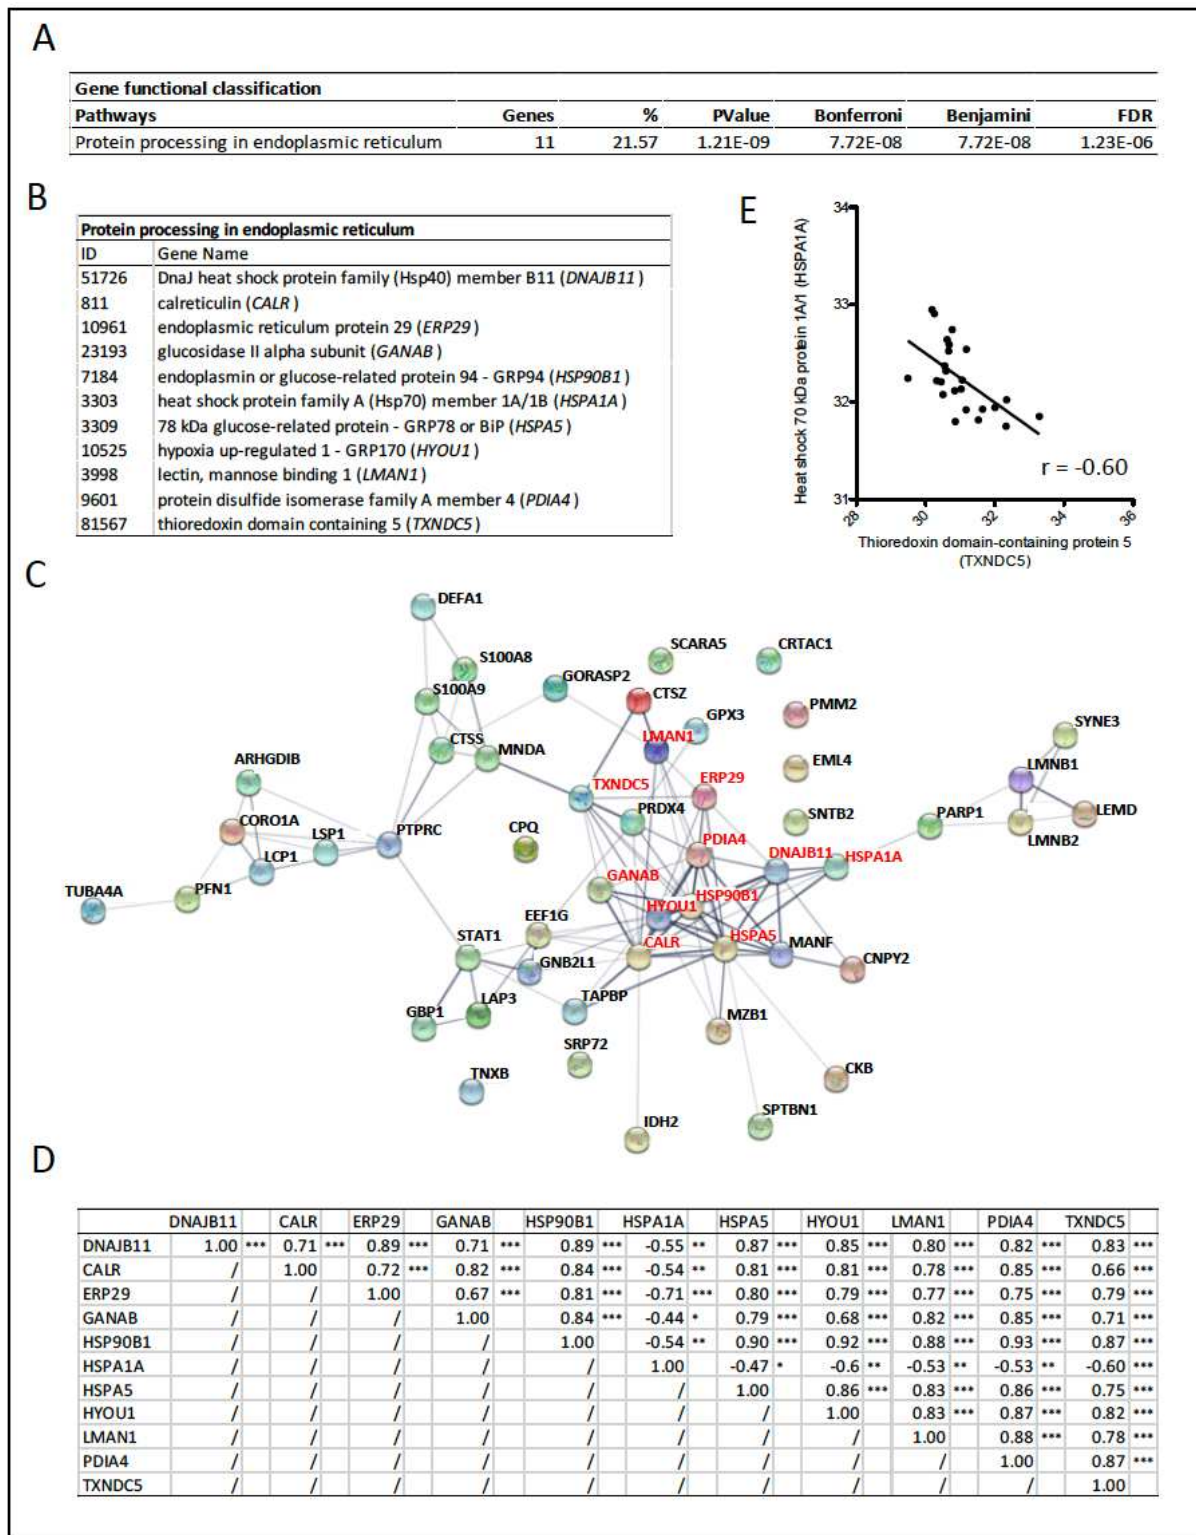 A
Gene functional classification
Pathways Genes % PValue Bonferroni Benjamini FDR
Protein processing in endoplasmic reticulum 11 21.57 1.21E-09 7.72E-08 7.72E-08 1.23E-06
B
Protein processing in endoplasmic reticulum
ID Gene Name
51726 DnaJ heat shock protein family (Hsp40) member B11 (DNAJB11)
811 calreticulin (CALR)
10961 endoplasmic reticulum protein 29 (ERP29)
23193 glucosidase II alpha subunit (GANAB)
7184 endoplasmin or glucose-related protein 94 - GRP94 (HSP90B1)
3303 heat shock protein family A (Hsp70) member 1A/1B (HSPA1A)
3309 78 kDa glucose-related protein - GRP78 or BiP (HSPA5)
10525 hypoxia up-regulated 1 - GRP170 (HYOU1)
3998 lectin, mannose binding 1 (LMAN1)
9601 protein disulfide isomerase family A member 4 (PDIA4)
81567 thioredoxin domain containing 5 (TXNDC5)
E
Heat shock 70 kDa protein 1A/1 (HSPA1A)
34
33
32
31
28 30 32 34 36
r = -0.60
Thioredoxin domain-containing protein 5
(TXNDC5)
C
DEFA1
S100A8
S100A9
GORASP2
SCARA5
CRTAC1
CTSZ
GPX3
PMM2
SYNE3
CTSS
MNDA
LMAN1
ARHGDIB
TXNDC5
ERP29
EML4
LMNB1
CORO1A
LSP1
PTPRC
CPQ
PRDX4
SNTB2
PARP1
LEMD
LMNB2
LCP1
PDIA4
DNAJB11
HSPA1A
TUBA4A
PFN1
GANAB
HSP90B1
HYOU1
EEF1G
STAT1
CALR
HSPA5
MANF
CNPY2
GNB2L1
GBP1
LAP3
TAPBP
MZB1
SRP72
TNXB
CKB
IDH2
SPTBN1
D
DNAJB11 CALR ERP29 GANAB HSP90B1 HSPA1A HSPA5 HYOU1 LMAN1 PDIA4 TXNDC5
DNAJB11 1.00 *** 0.71 *** 0.89 *** 0.71 *** 0.89 *** -0.55 ** 0.87 *** 0.85 *** 0.80 *** 0.82 *** 0.83 ***
CALR / 1.00 0.72 *** 0.82 *** 0.84 *** -0.54 ** 0.81 *** 0.81 *** 0.78 *** 0.85 *** 0.66 ***
ERP29 / / 1.00 0.67 *** 0.81 *** -0.71 *** 0.80 *** 0.79 *** 0.77 *** 0.75 *** 0.79 ***
GANAB / / / 1.00 0.84 *** -0.44 * 0.79 *** 0.68 *** 0.82 *** 0.85 *** 0.71 ***
HSP90B1 / / / / 1.00 -0.54 ** 0.90 *** 0.92 *** 0.88 *** 0.93 *** 0.87 ***
HSPA1A / / / / / 1.00 -0.47 * -0.6 ** -0.53 ** -0.53 ** -0.60 ***
HSPA5 / / / / / / 1.00 0.86 *** 0.83 *** 0.86 *** 0.75 ***
HYOU1 / / / / / / / 1.00 0.83 *** 0.87 *** 0.82 ***
LMAN1 / / / / / / / / 1.00 0.88 *** 0.78 ***
PDIA4 / / / / / / / / / 1.00 0.87 ***
TXNDC5 / / / / / / / / / / 1.00